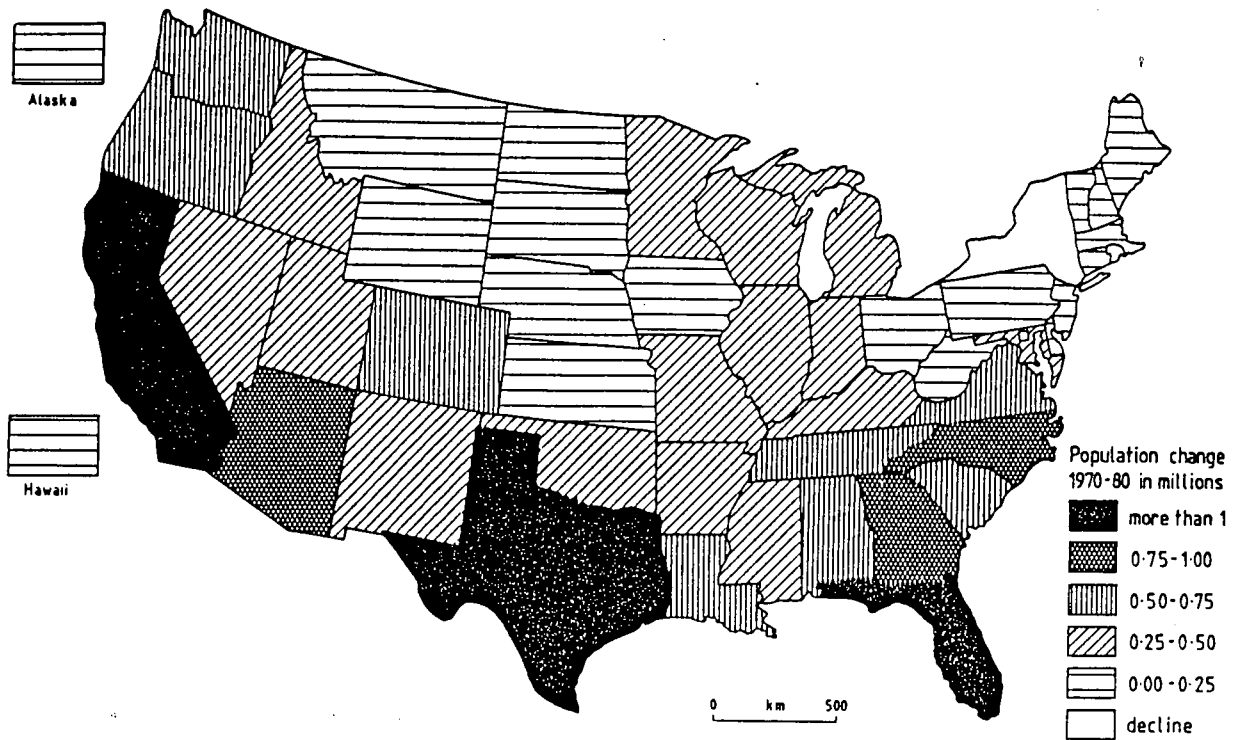 Alaska
Hawaii
Population change
1970-80 in millions
more than 1
0·75-1·00
0·50-0·75
0·25-0·50
0·00-0·25
decline
0 km 500